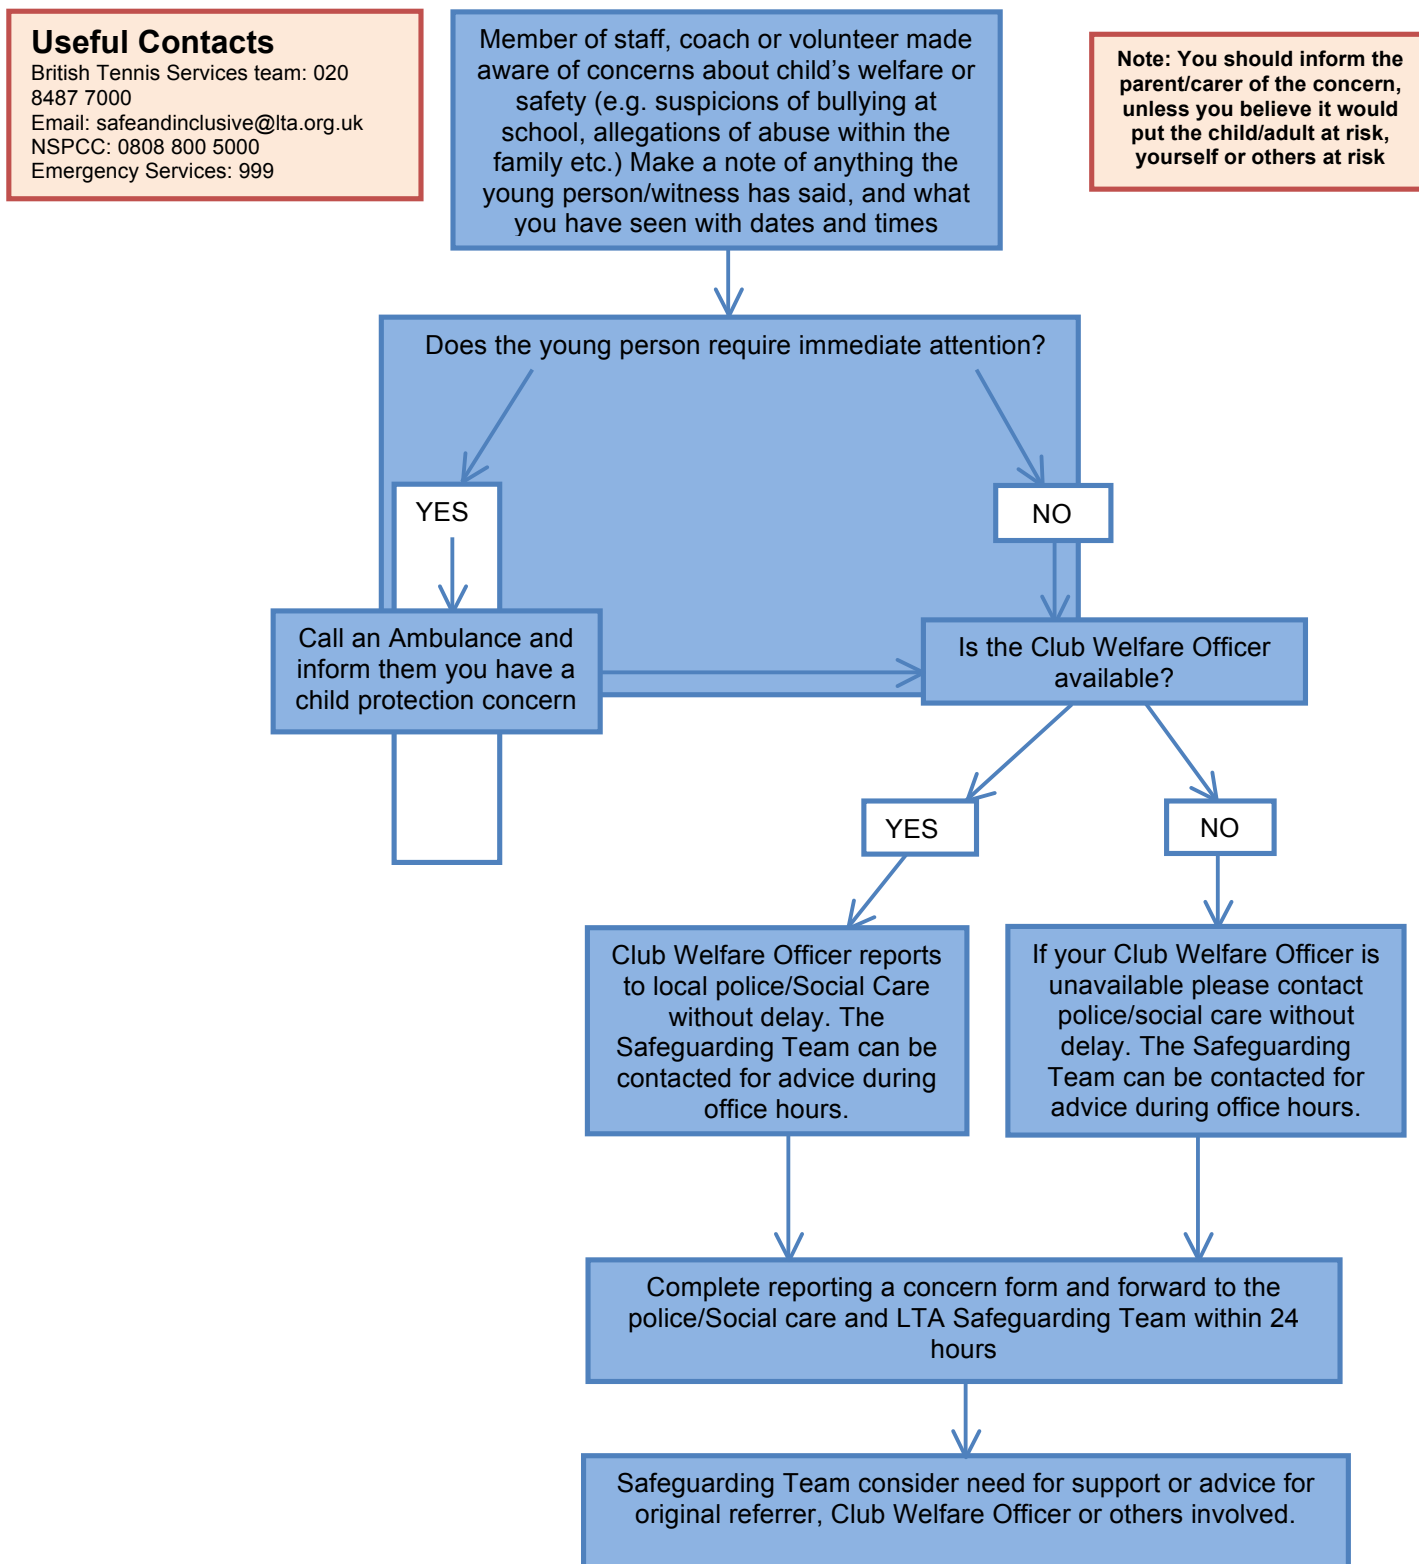 Useful Contacts
British Tennis Services team: 020
8487 7000
Email: safeandinclusive@lta.org.uk
NSPCC: 0808 800 5000
Emergency Services: 999
Member of staff, coach or volunteer made
aware of concerns about child's welfare or
safety (e.g. suspicions of bullying at
school, allegations of abuse within the
family etc.) Make a note of anything the
young person/witness has said, and what
you have seen with dates and times
Note: You should inform the
parent/carer of the concern,
unless you believe it would
put the child/adult at risk,
yourself or others at risk
Does the young person require immediate attention?
YES
NO
Call an Ambulance and
inform them you have a
child protection concern
Is the Club Welfare Officer
available?
YES
NO
Club Welfare Officer reports
to local police/Social Care
without delay. The
Safeguarding Team can be
contacted for advice during
office hours.
If your Club Welfare Officer is
unavailable please contact
police/social care without
delay. The Safeguarding
Team can be contacted for
advice during office hours.
Complete reporting a concern form and forward to the
police/Social care and LTA Safeguarding Team within 24
hours
Safeguarding Team consider need for support or advice for
original referrer, Club Welfare Officer or others involved.